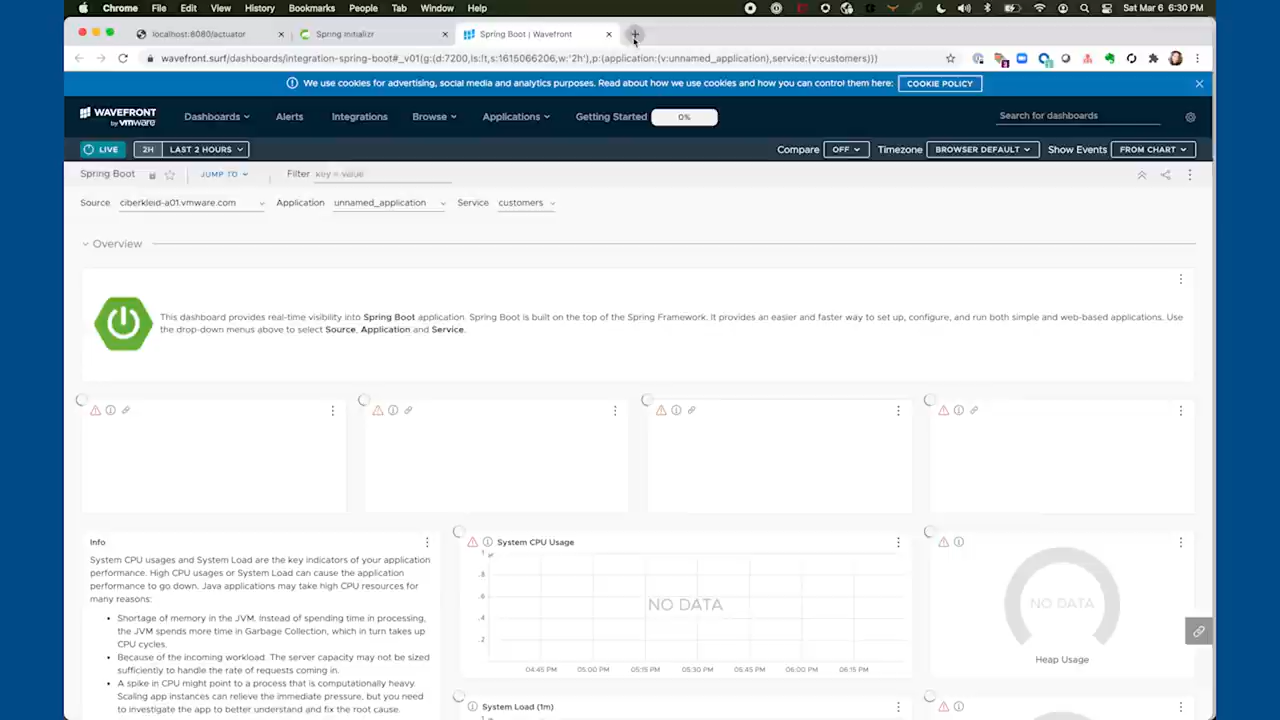 Chrome File Edit View History Bookmarks People Tab Window Help Sat Mar 6 6:30 PM
localhost:8080/actuator Spring Initializr Spring Boot | Wavefront
wavefront.surf/dashboards/integration-spring-boot#_v01(g:(d:7200,ls:!t,s:1615066206,w:'2h'),p:(application:(v:unnamed_application),service:(v:customers)))
We use cookies for advertising, social media and analytics purposes. Read about how we use cookies and how you can control them here: COOKIE POLICY
WAVEFRONT
by vmware
Dashboards Alerts Integrations Browse Applications Getting Started 0% Search for dashboards
LIVE 2H LAST 2 HOURS Compare OFF Timezone BROWSER DEFAULT Show Events FROM CHART
Spring Boot JUMP TO Filter key = value
Source ciberkleid-a01.vmware.com Application unnamed_application Service customers
Overview
This dashboard provides real-time visibility into Spring Boot application. Spring Boot is built on the top of the Spring Framework. It provides an easier and faster way to set up, configure, and run both simple and web-based applications. Use
the drop-down menus above to select Source, Application and Service.
Info
System CPU usages and System Load are the key indicators of your application
performance. High CPU usages or System Load can cause the application
performance to go down. Java applications may take high CPU resources for
many reasons:
• Shortage of memory in the JVM. Instead of spending time in processing,
the JVM spends more time in Garbage Collection, which in turn takes up
CPU cycles.
• Because of the incoming workload. The server capacity may not be sized
sufficiently to handle the rate of requests coming in.
• A spike in CPU might point to a process that is computationally heavy.
Scaling app instances can relieve the immediate pressure, but you need
to investigate the app to better understand and fix the root cause.
System CPU Usage
1
.8
.6
.4
.2
NO DATA
04:45 PM 05:00 PM 05:15 PM 05:30 PM 05:45 PM 06:00 PM 06:15 PM
System Load (1m)
NO DATA
Heap Usage